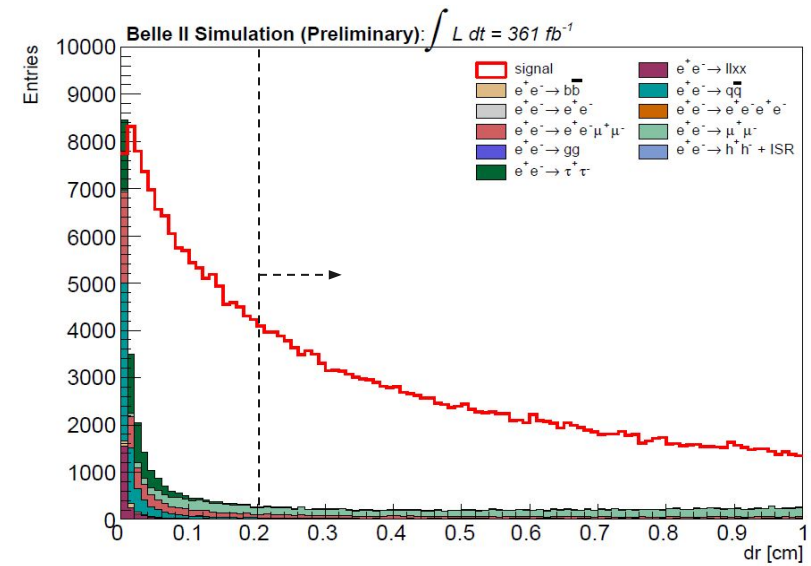 Belle II Simulation (Preliminary): ∫ L dt = 361 fb⁻¹
Entries
10000
9000
8000
7000
6000
5000
4000
3000
2000
1000
0
signal
e⁺e⁻→ bb̅
e⁺e⁻→ e⁺e⁻
e⁺e⁻→ e⁺e⁻μ⁺μ⁻
e⁺e⁻→ gg
e⁺e⁻→ τ⁺τ⁻
e⁺e⁻→ llxx
e⁺e⁻→ qq̅
e⁺e⁻→ e⁺e⁻e⁺e⁻
e⁺e⁻→ μ⁺μ⁻
e⁺e⁻→ h⁺h⁻ + ISR
0 0.1 0.2 0.3 0.4 0.5 0.6 0.7 0.8 0.9 1
dr [cm]